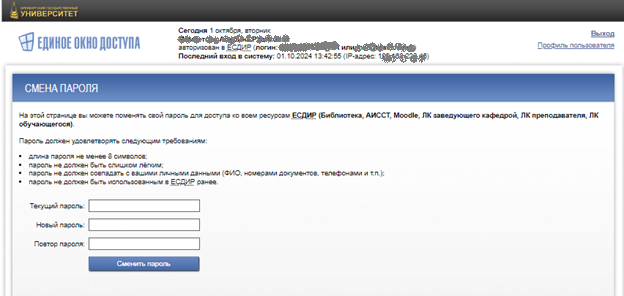 ОРЕНБУРГСКИЙ ГОСУДАРСТВЕННЫЙ
УНИВЕРСИТЕТ
ЕДИНОЕ ОКНО ДОСТУПА
Сегодня 1 октября, вторник
авторизован в ЕСДИР (логин: или
Последний вход в систему: 01.10.2024 13:42:55 (IP-адрес:
Выход
Профиль пользователя
СМЕНА ПАРОЛЯ
На этой странице вы можете поменять свой пароль для доступа ко всем ресурсам ЕСДИР (Библиотека, АИССТ, Moodle, ЛК заведующего кафедрой, ЛК преподавателя, ЛК
обучающегося).
Пароль должен удовлетворять следующим требованиям:
длина пароля не менее 8 символов;
пароль не должен быть слишком лёгким;
пароль не должен совпадать с вашими личными данными (ФИО, номерами документов, телефонами и т.п.);
пароль не должен быть использованным в ЕСДИР ранее.
Текущий пароль:
Новый пароль:
Повтор пароля:
Сменить пароль